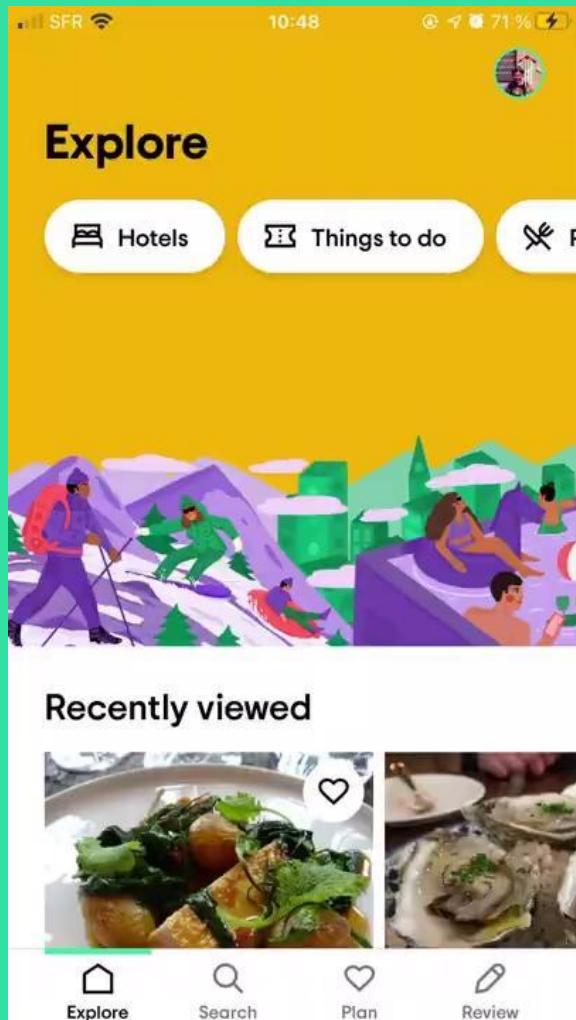 SFR 10:48 71 %
Explore
Hotels Things to do
Recently viewed
Explore Search Plan Review